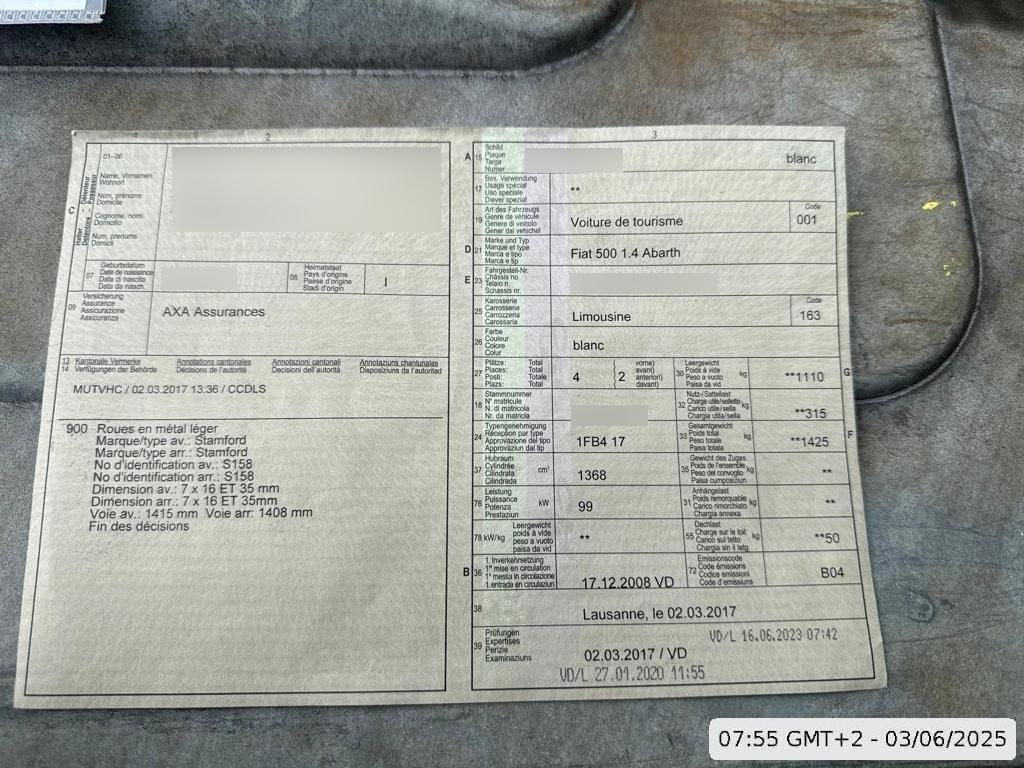 2
3
01-06
C
Halter Détenteur
Detentore Possessur
Name, Vornamen
Wohnort
Nom, prénoms
Domicile
Cognome, nomi
Domicilio
Num, prenums
Domicil
07
Geburtsdatum
Date de naissance
Data di nascita
Data da nasch.
08
Heimatstaat
Pays d'origine
Paese d'origine
Stadi d'origin
I
09
Versicherung
Assurance
Assicurazione
Assicuranza
AXA Assurances
13 Kantonale Vermerke Annotations cantonales Annotazioni cantonali Annotaziuns chantunalas
14 Verfügungen der Behörde Décisions de l'autorité Decisioni dell'autorità Disposiziuns da l'autoritad
MUTVHC / 02.03.2017 13:36 / CCDLS
900 Roues en métal léger
Marque/type av.: Stamford
Marque/type arr.: Stamford
No d'identification av.: S158
No d'identification arr.: S158
Dimension av.: 7 x 16 ET 35 mm
Dimension arr.: 7 x 16 ET 35mm
Voie av.: 1415 mm Voie arr: 1408 mm
Fin des décisions
A 15
Schild
Plaque
Targa
Numer
blanc
17
Bes. Verwendung
Usage spécial
Uso speciale
Diever spezial
**
19
Art des Fahrzeugs
Genre de véhicule
Genere di veicolo
Gener dal vehichel
Voiture de tourisme
Code
001
D 21
Marke und Typ
Marque et type
Marca e tipo
Marca e tip
Fiat 500 1.4 Abarth
E 23
Fahrgestell-Nr.
Châssis no
Telaio n.
Schassis nr.
25
Karosserie
Carrosserie
Carrozzeria
Carossaria
Limousine
Code
163
26
Farbe
Couleur
Colore
Colur
blanc
27
Plätze: Total
Places: Total
Posti: Totale
Plazs: Total
4
2
vorne)
avant)
anteriori)
davant)
30
Leergewicht
Poids à vide
Peso a vuoto
Paisa da vid
kg
**1110
G
18
Stammnummer
N° matricule
N. di matricola
Nr. da matricla
32
Nutz-/Sattellast
Charge utile/sellette
Carico utile/sella
Chargia utila/sella
kg
**315
24
Typengenehmigung
Réception par type
Approvazione del tipo
Approvaziun dal tip
1FB4 17
33
Gesamtgewicht
Poids total
Peso totale
Paisa totala
kg
**1425
F
37
Hubraum
Cylindrée
Cilindrata
Cilindrada
cm³
1368
35
Gewicht des Zuges
Poids de l'ensemble
Peso del convoglio
Paisa cumposiziun
kg
**
76
Leistung
Puissance
Potenza
Prestaziun
kW
99
31
Anhängelast
Poids remorquable
Carico rimorchiato
Chargia annexa
kg
**
78 kW/kg
Leergewicht
poids à vide
peso a vuoto
paisa da vid
**
55
Dachlast
Charge sur le toit
Carico sul tetto
Chargia sin il tetg
kg
**50
B 36
1. Inverkehrsetzung
1re mise en circulation
1a messa in circolazione
1. entrada en circulaziun
17.12.2008 VD
72
Emissionscode
Code émissions
Codice emissioni
Code d'emissiuns
B04
38
Lausanne, le 02.03.2017
39
Prüfungen
Expertises
Perizie
Examinaziuns
VD/L 16.06.2023 07:42
02.03.2017 / VD
VD/L 27.01.2020 11:55
07:55 GMT+2 - 03/06/2025